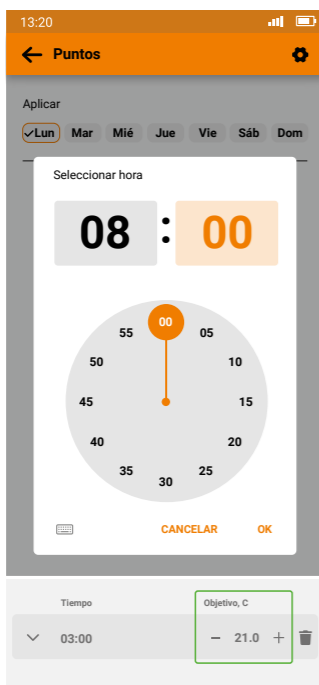 13:20
Puntos
Aplicar
Lun Mar Mié Jue Vie Sáb Dom
Seleccionar hora
08 : 00
00
55 05
50 10
45 15
40 20
35 25
30
CANCELAR OK
Tiempo Objetivo, C
03:00 − 21.0 +